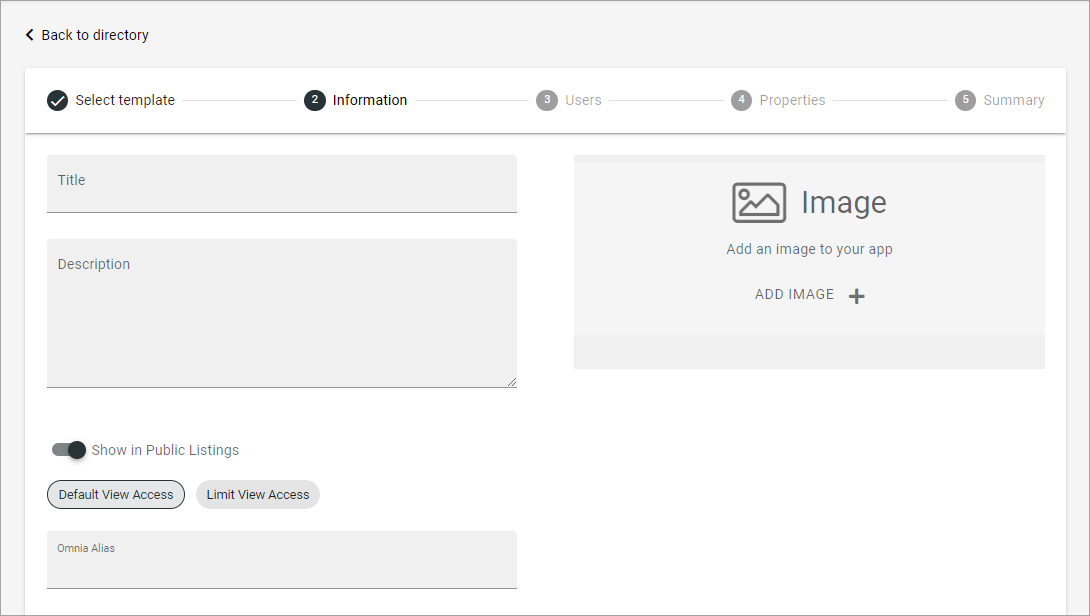 Back to directory
Select template 2 Information 3 Users 4 Properties 5 Summary
Title
Image
Description
Add an image to your app
ADD IMAGE
Show in Public Listings
Default View Access Limit View Access
Omnia Alias